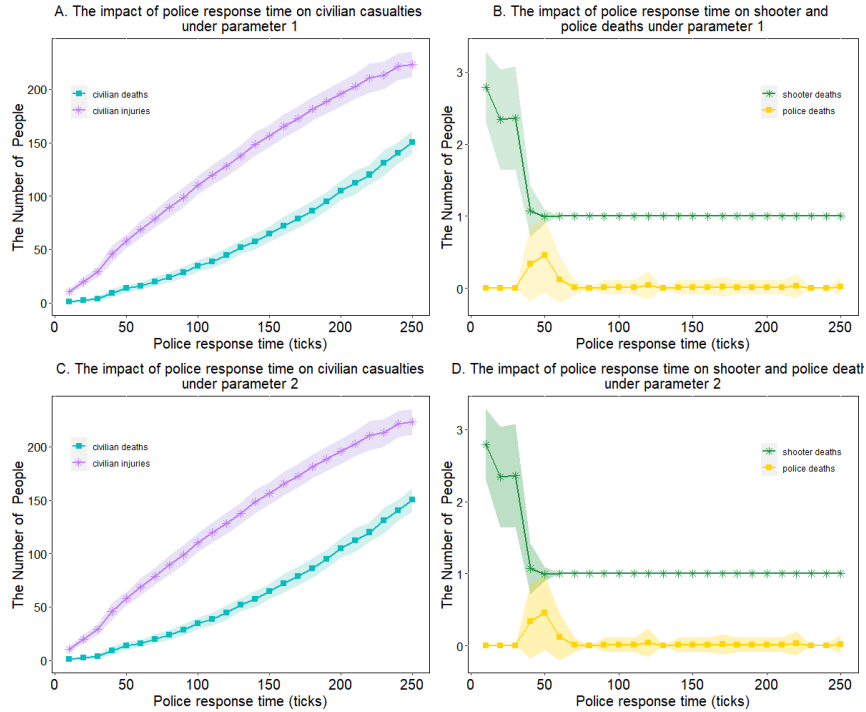 A. The impact of police response time on civilian casualties
under parameter 1
The Number of People
200
150
100
50
0
civilian deaths
civilian injuries
0
50
100
150
200
250
Police response time (ticks)
B. The impact of police response time on shooter and
police deaths under parameter 1
The Number of People
3
2
1
0
shooter deaths
police deaths
0
50
100
150
200
250
Police response time (ticks)
C. The impact of police response time on civilian casualties
under parameter 2
The Number of People
200
150
100
50
0
civilian deaths
civilian injuries
0
50
100
150
200
250
Police response time (ticks)
D. The impact of police response time on shooter and police death
under parameter 2
The Number of People
3
2
1
0
shooter deaths
police deaths
0
50
100
150
200
250
Police response time (ticks)